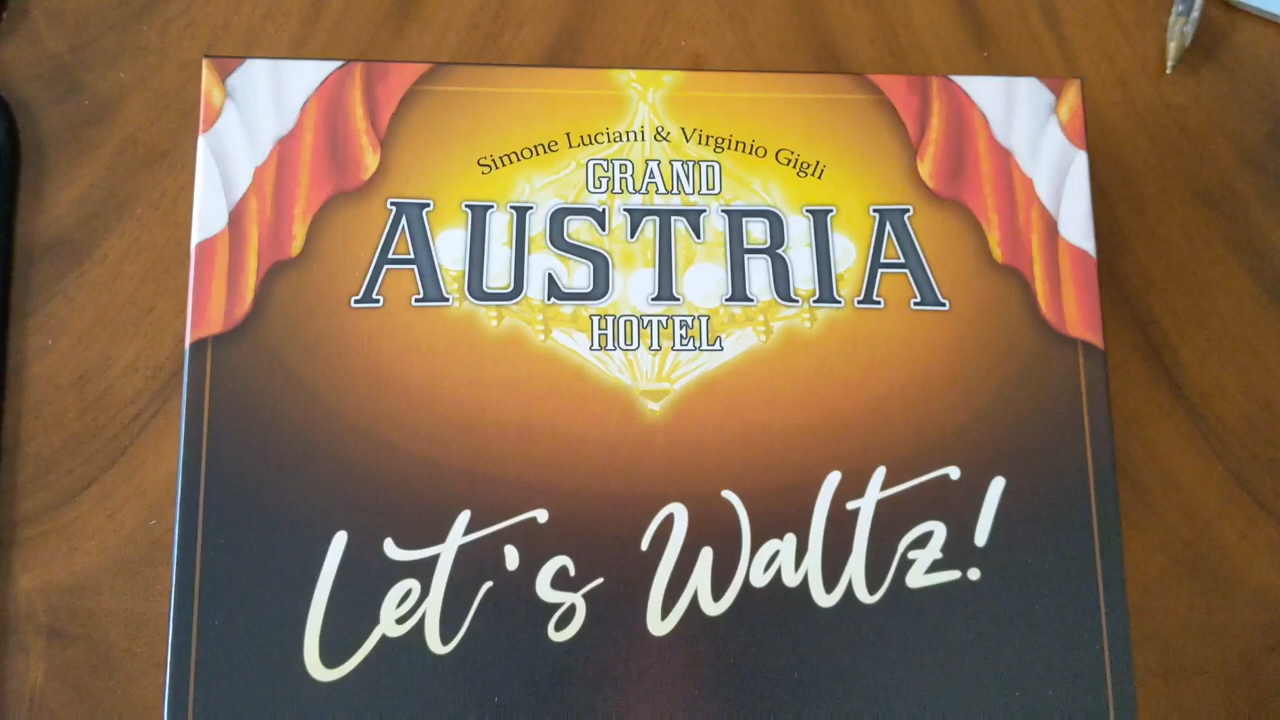 Simone Luciani & Virginio Gigli
GRAND
AUSTRIA
HOTEL
Let's Waltz!